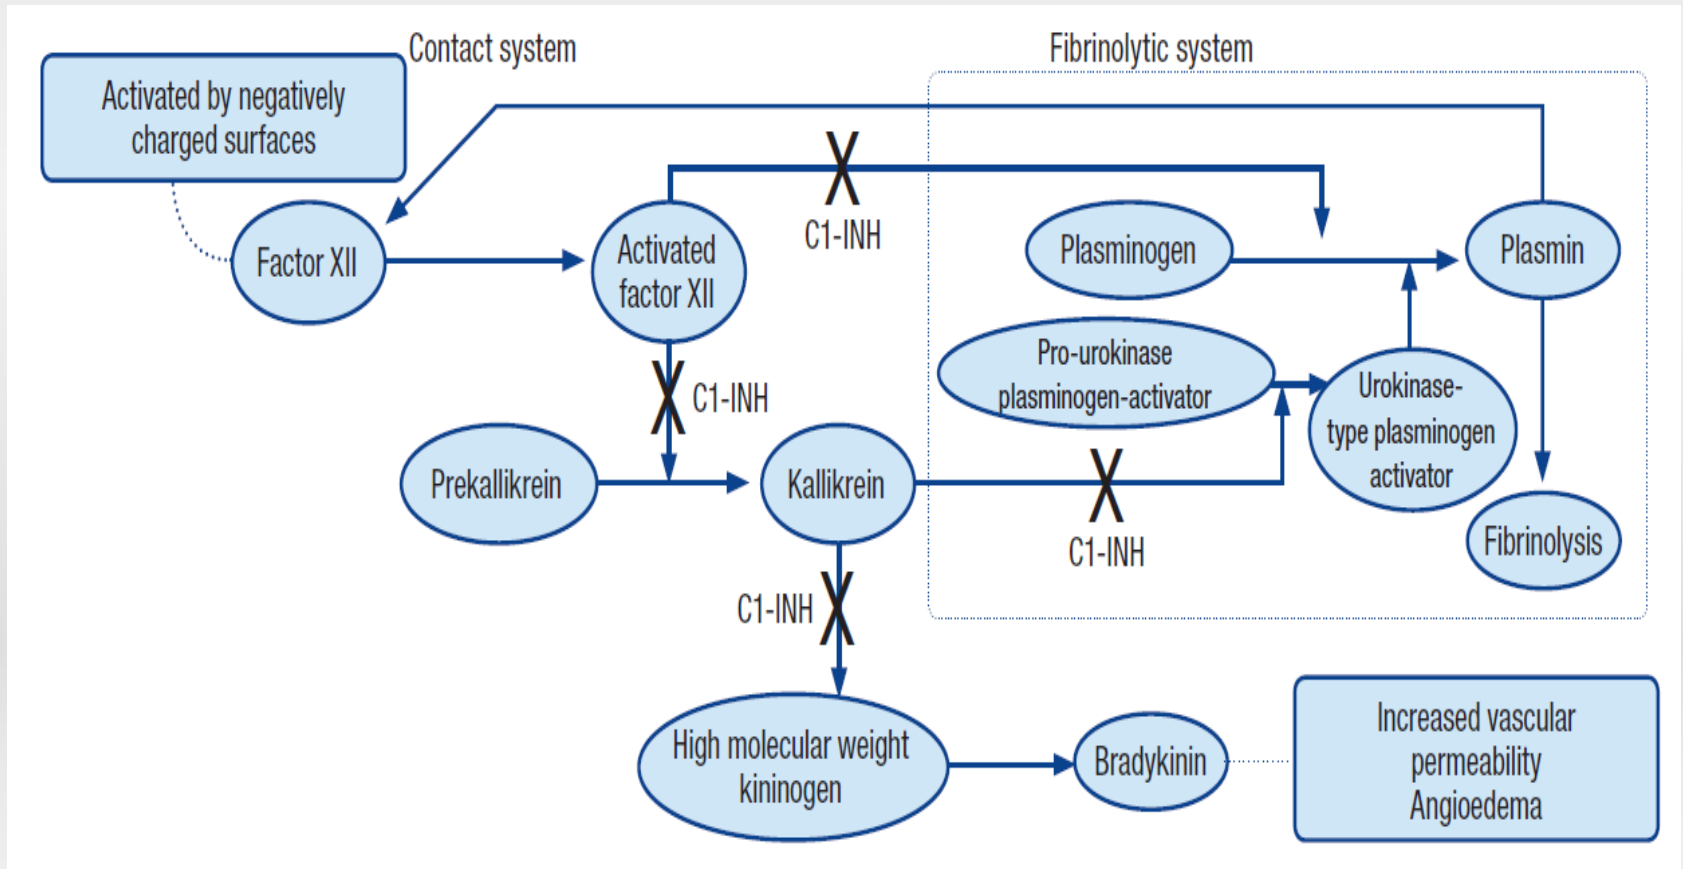 Contact system
Fibrinolytic system
Activated by negatively
charged surfaces
Factor XII
Activated
factor XII
C1-INH
Plasminogen
Plasmin
Pro-urokinase
plasminogen-activator
Urokinase-
type plasminogen
activator
C1-INH
Prekallikrein
Kallikrein
C1-INH
Fibrinolysis
C1-INH
High molecular weight
kininogen
Bradykinin
Increased vascular
permeability
Angioedema